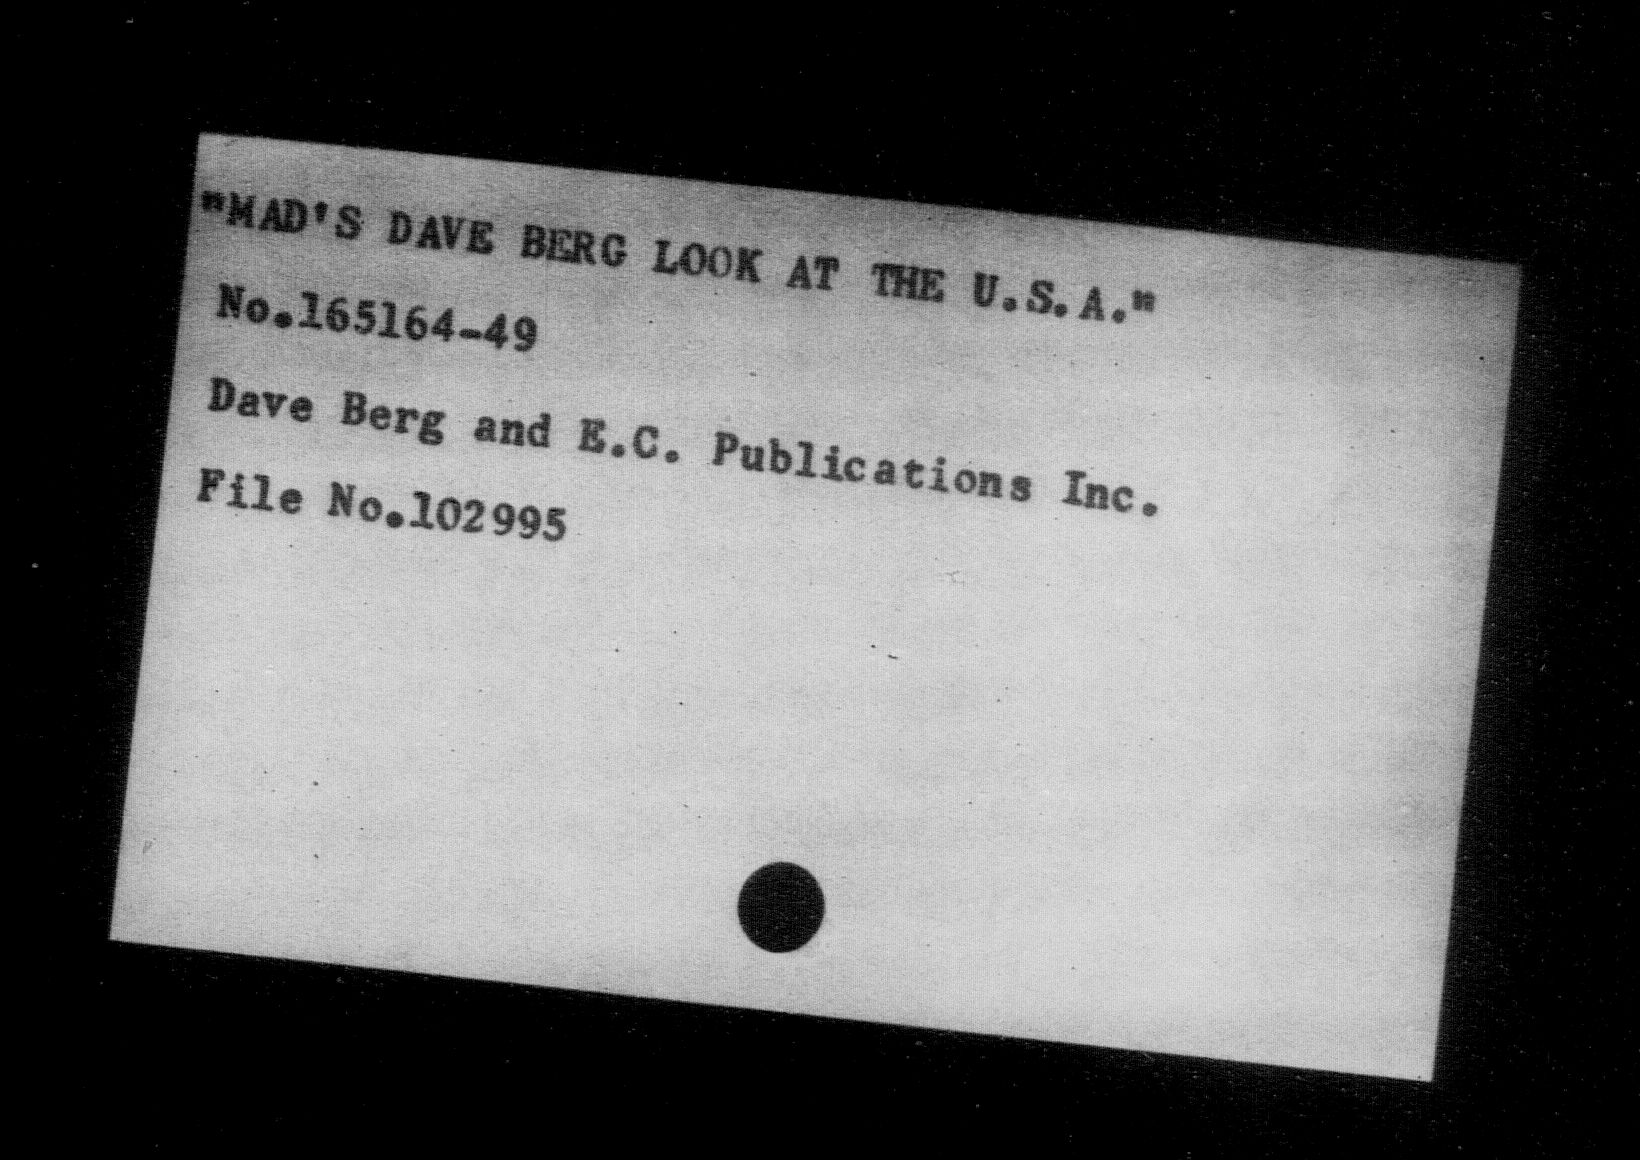 "MAD'S DAVE BERG LOOK AT THE U.S.A."
No.165164-49
Dave Berg and E.C. Publications Inc.
File No.102995